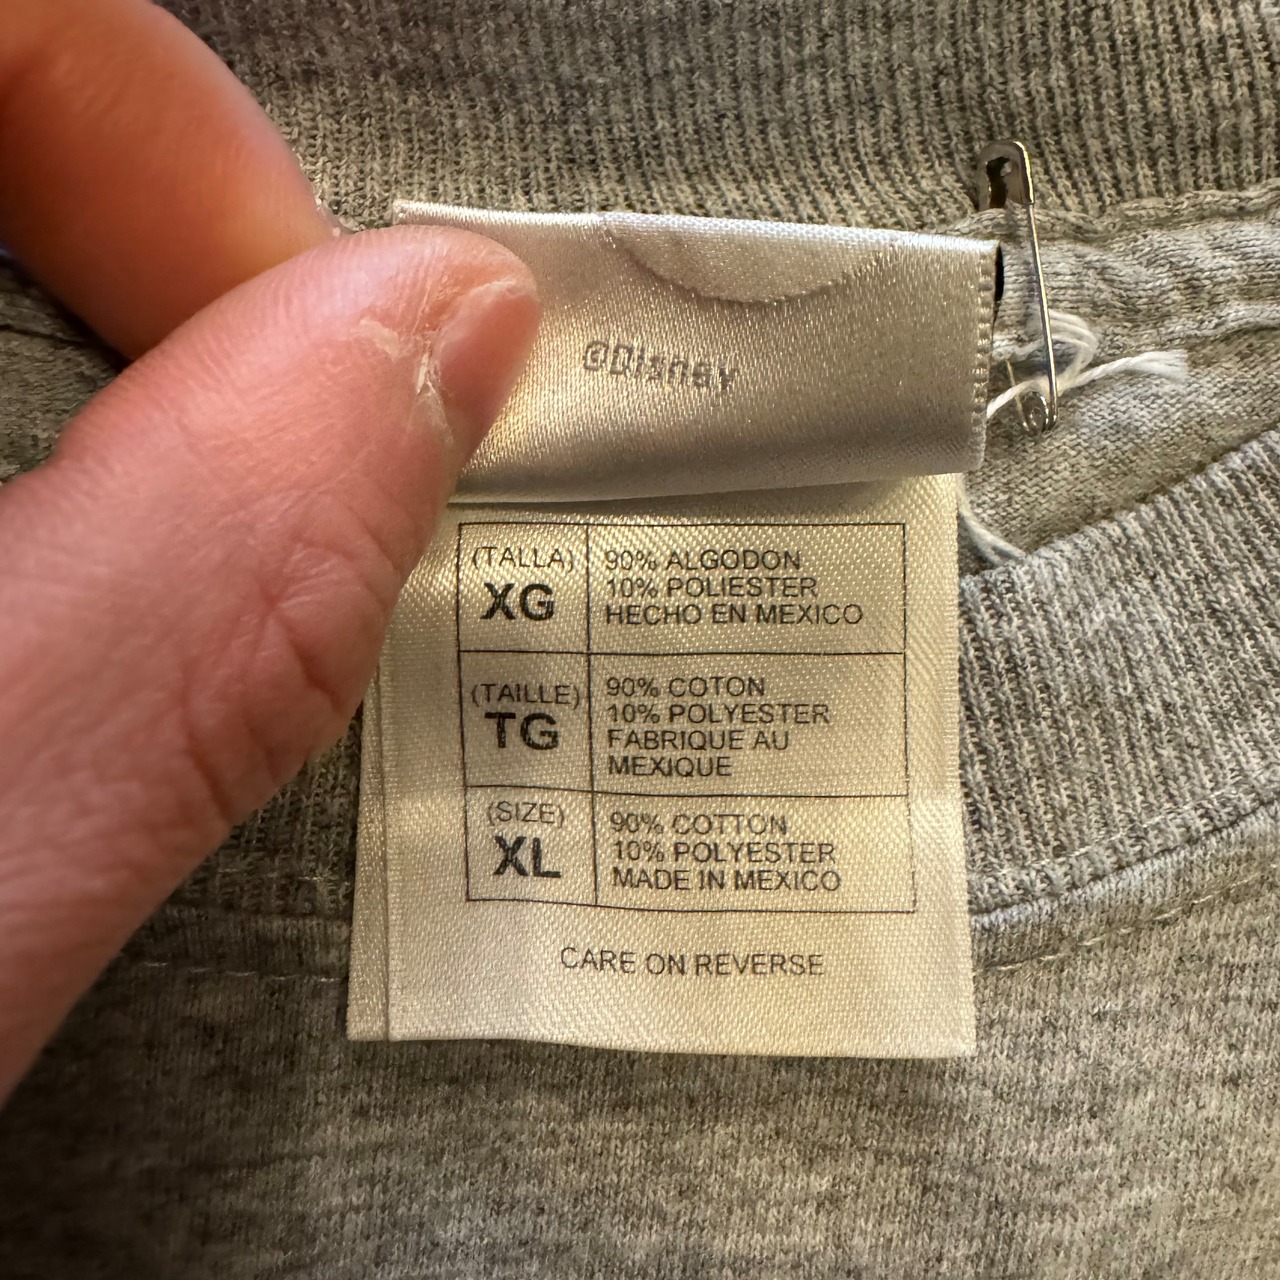 ©Disney
(TALLA)
XG
90% ALGODON
10% POLIESTER
HECHO EN MEXICO
(TAILLE)
TG
90% COTON
10% POLYESTER
FABRIQUE AU
MEXIQUE
(SIZE)
XL
90% COTTON
10% POLYESTER
MADE IN MEXICO
CARE ON REVERSE